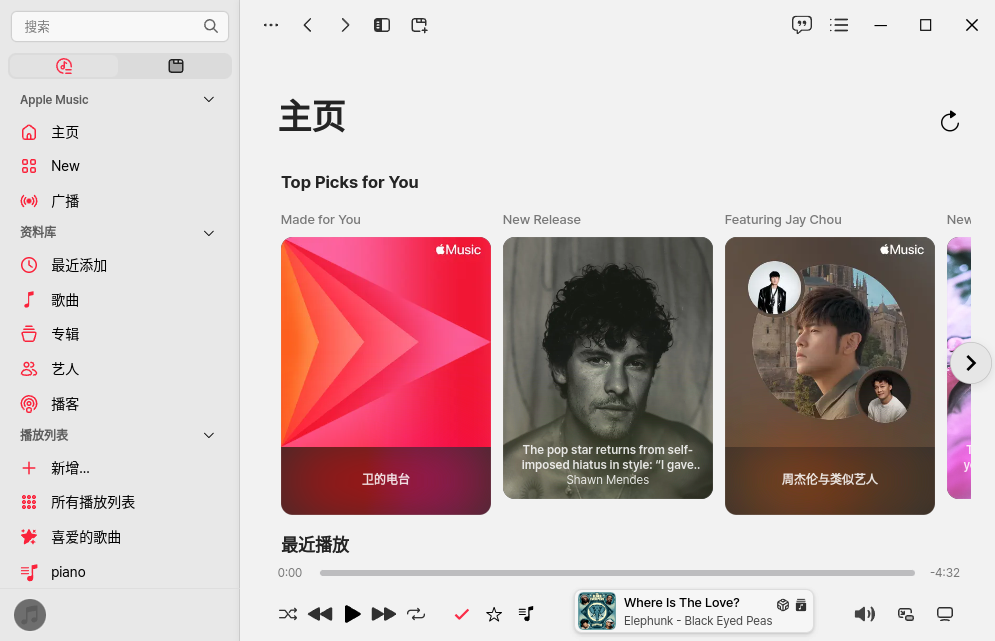 搜索
Apple Music
主页
New
广播
资料库
最近添加
歌曲
专辑
艺人
播客
播放列表
新增...
所有播放列表
喜爱的歌曲
piano
主页
Top Picks for You
Made for You
New Release
Featuring Jay Chou
New
Music
Music
卫的电台
The pop star returns from self-
imposed hiatus in style: “I gave..
Shawn Mendes
周杰伦与类似艺人
最近播放
0:00
-4:32
Where Is The Love?
Elephunk - Black Eyed Peas